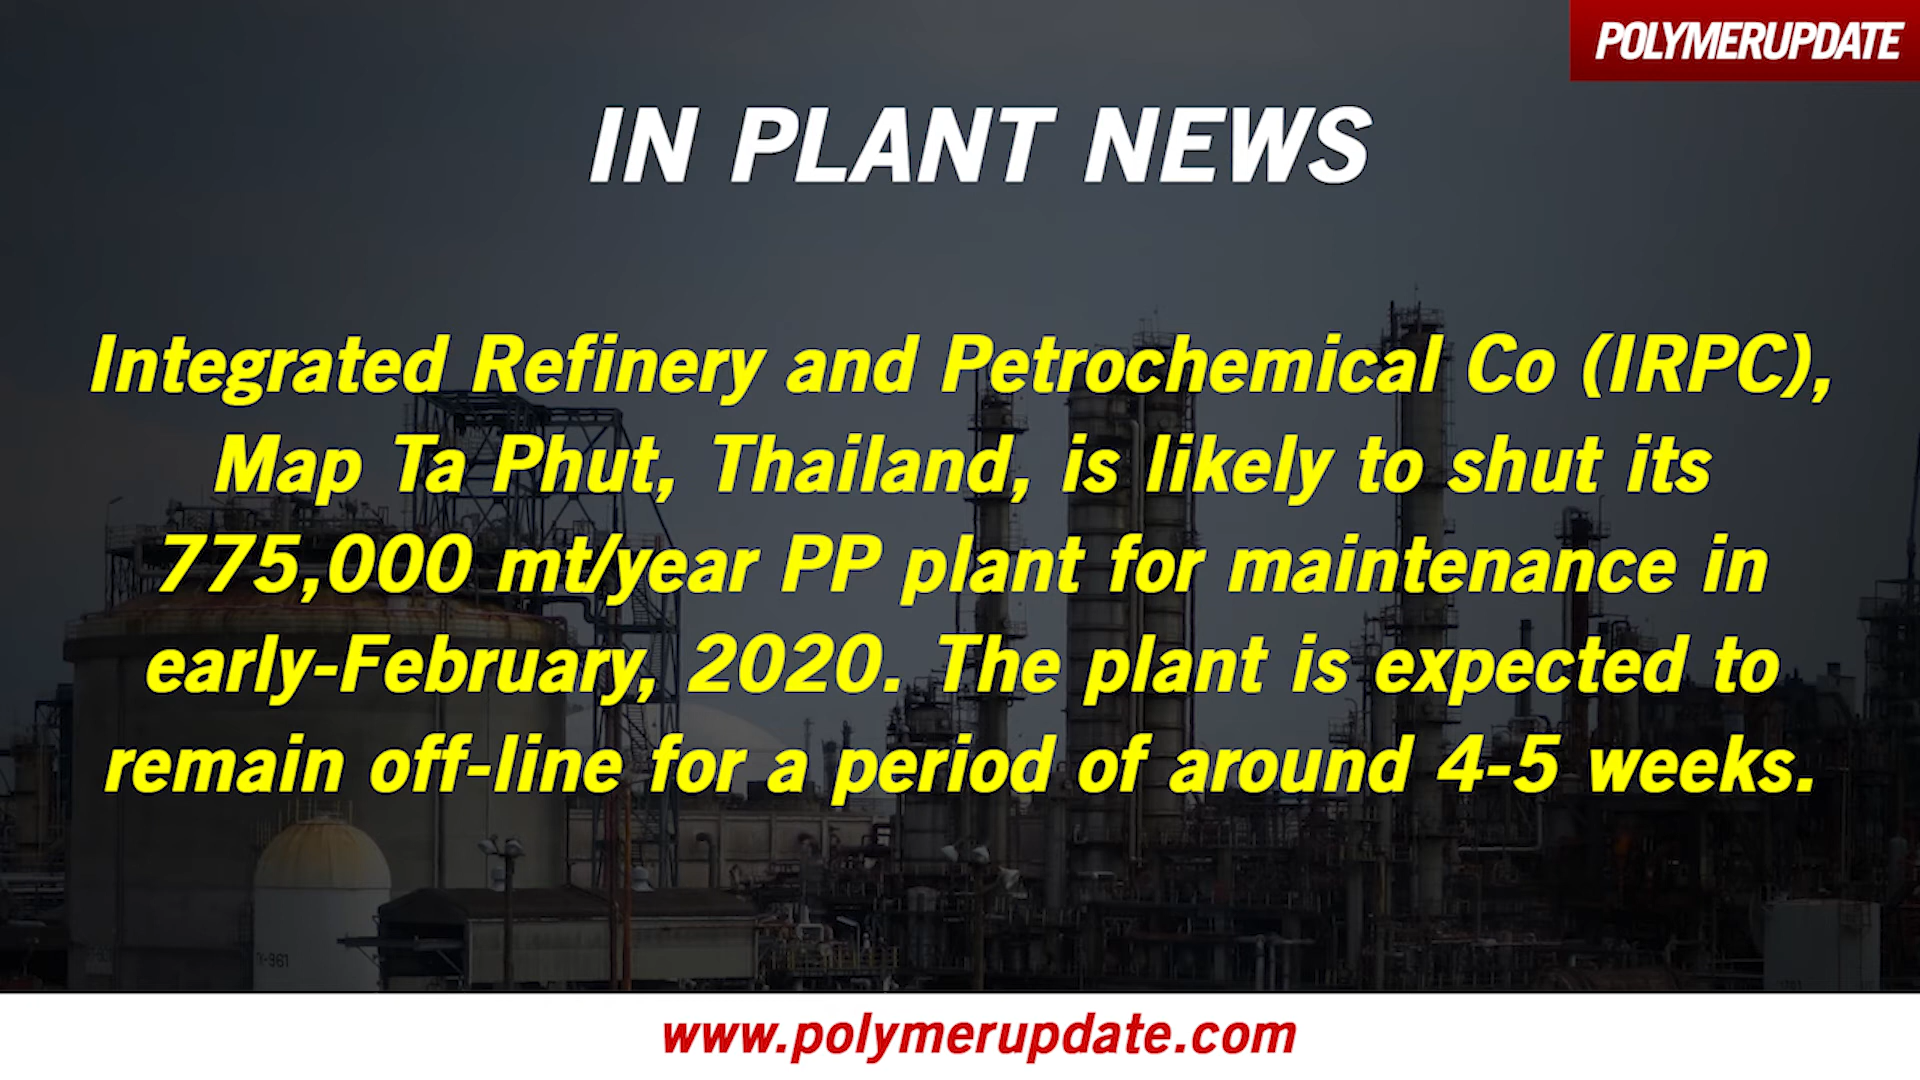 POLYMERUPDATE
IN PLANT NEWS
Integrated Refinery and Petrochemical Co (IRPC),
Map Ta Phut, Thailand, is likely to shut its
775,000 mt/year PP plant for maintenance in
early-February, 2020. The plant is expected to
remain off-line for a period of around 4-5 weeks.
www.polymerupdate.com